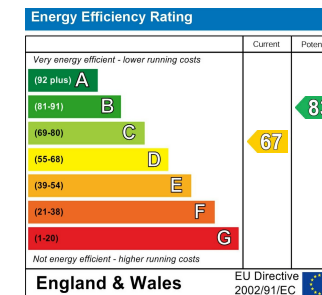 Energy Efficiency Rating
Current
Very energy efficient - lower running costs
(92 plus) A
(81-91) B
(69-80) C
(55-68) D
(39-54) E
(21-38) F
(1-20) G
67
Not energy efficient - higher running costs
England & Wales
EU Directive
2002/91/EC